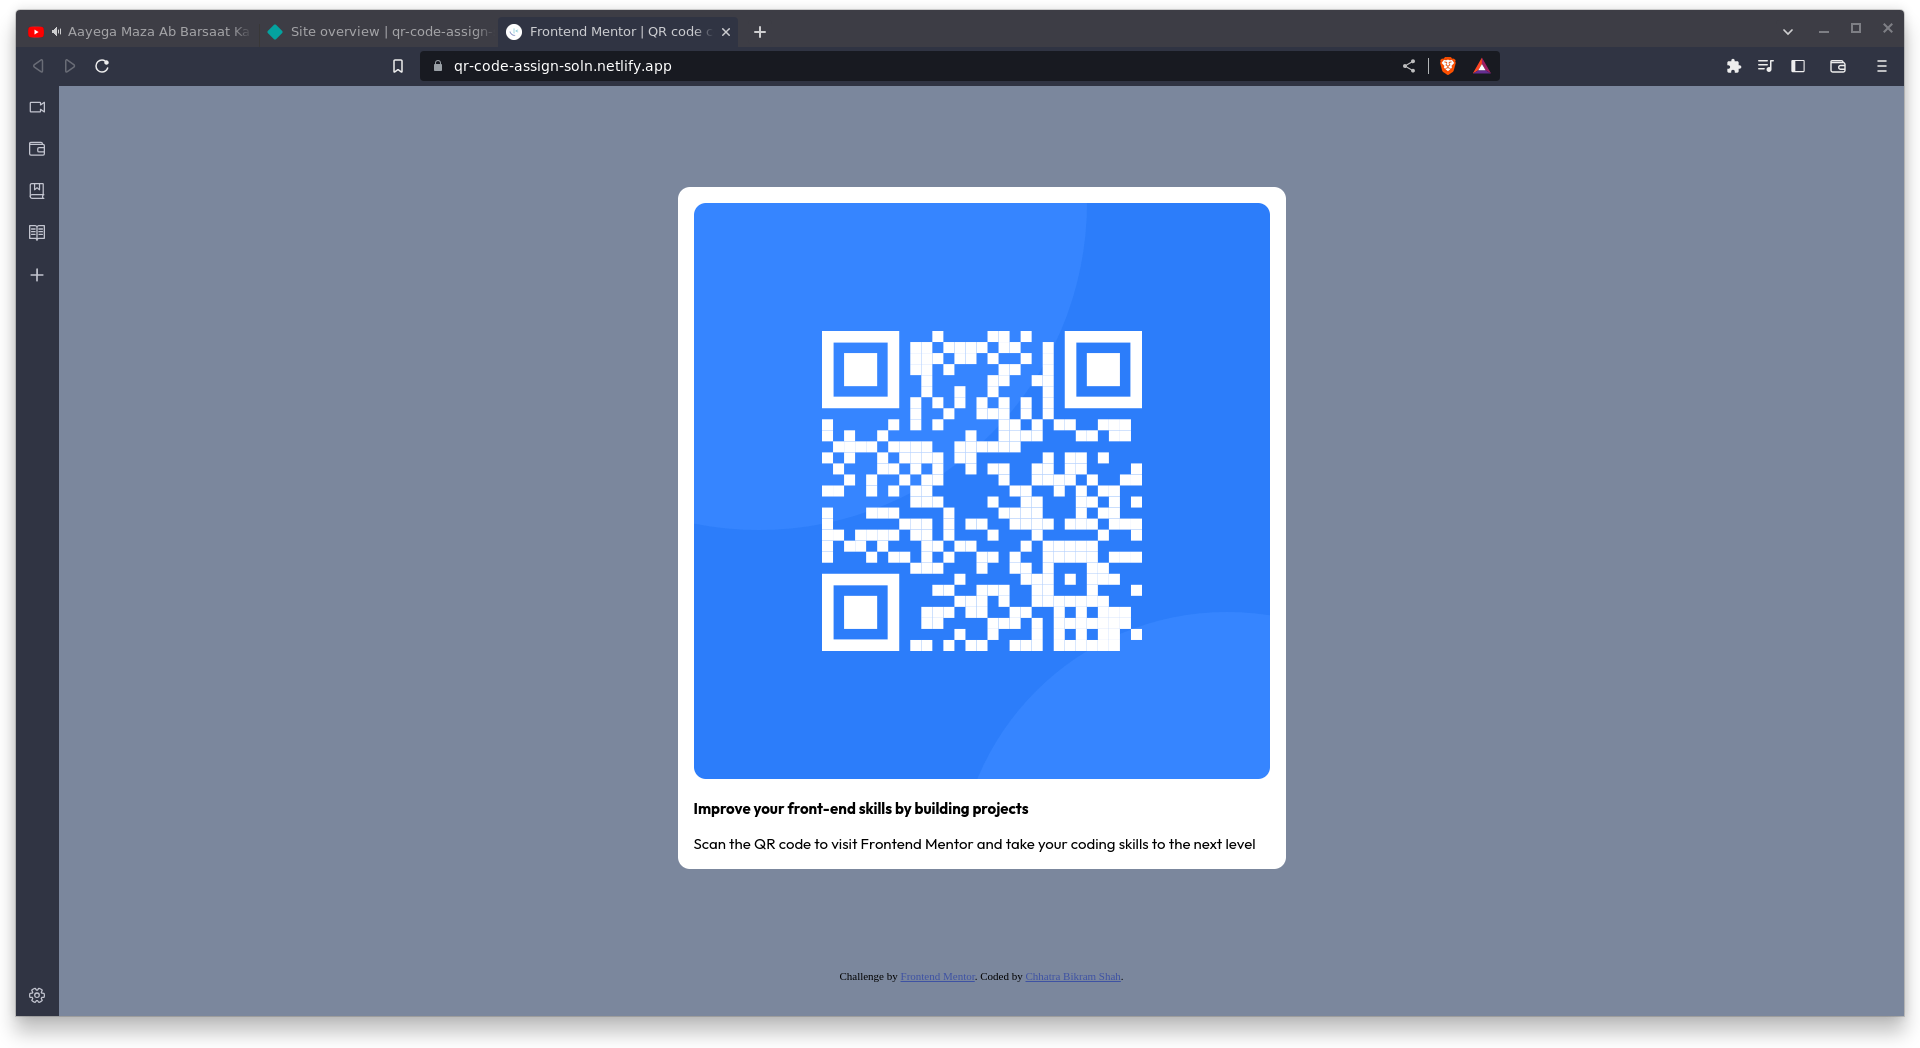 Aayega Maza Ab Barsaat Ka
Site overview | qr-code-assign-
Frontend Mentor | QR code c
qr-code-assign-soln.netlify.app
Improve your front-end skills by building projects
Scan the QR code to visit Frontend Mentor and take your coding skills to the next level
Challenge by Frontend Mentor. Coded by Chhatra Bikram Shah.